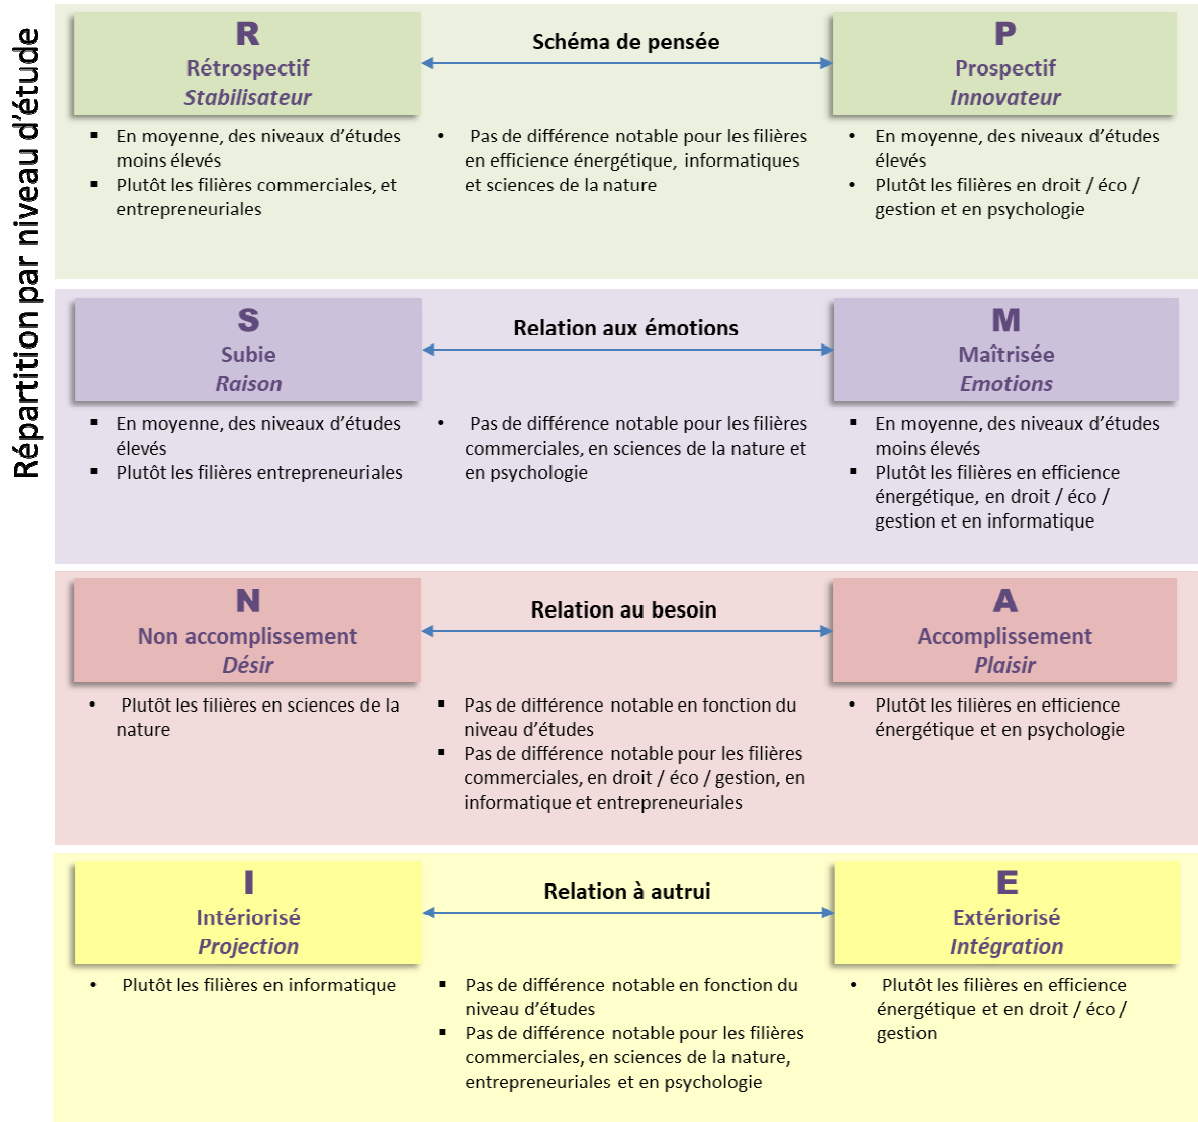 Répartition par niveau d'étude
R
Rétrospectif
Stabilisateur
Schéma de pensée
P
Prospectif
Innovateur
▪ En moyenne, des niveaux d'études
moins élevés
▪ Plutôt les filières commerciales, et
entrepreneuriales
• Pas de différence notable pour les filières
en efficience énergétique, informatiques
et sciences de la nature
• En moyenne, des niveaux d'études
élevés
• Plutôt les filières en droit / éco /
gestion et en psychologie
S
Subie
Raison
Relation aux émotions
M
Maîtrisée
Emotions
▪ En moyenne, des niveaux d'études
élevés
▪ Plutôt les filières entrepreneuriales
• Pas de différence notable pour les filières
commerciales, en sciences de la nature et
en psychologie
▪ En moyenne, des niveaux d'études
moins élevés
▪ Plutôt les filières en efficience
énergétique, en droit / éco /
gestion et en informatique
N
Non accomplissement
Désir
Relation au besoin
A
Accomplissement
Plaisir
• Plutôt les filières en sciences de la
nature
▪ Pas de différence notable en fonction du
niveau d'études
▪ Pas de différence notable pour les filières
commerciales, en droit / éco / gestion, en
informatique et entrepreneuriales
• Plutôt les filières en efficience
énergétique et en psychologie
I
Intériorisé
Projection
Relation à autrui
E
Extériorisé
Intégration
• Plutôt les filières en informatique
▪ Pas de différence notable en fonction du
niveau d'études
▪ Pas de différence notable pour les filières
commerciales, en sciences de la nature,
entrepreneuriales et en psychologie
• Plutôt les filières en efficience
énergétique et en droit / éco /
gestion